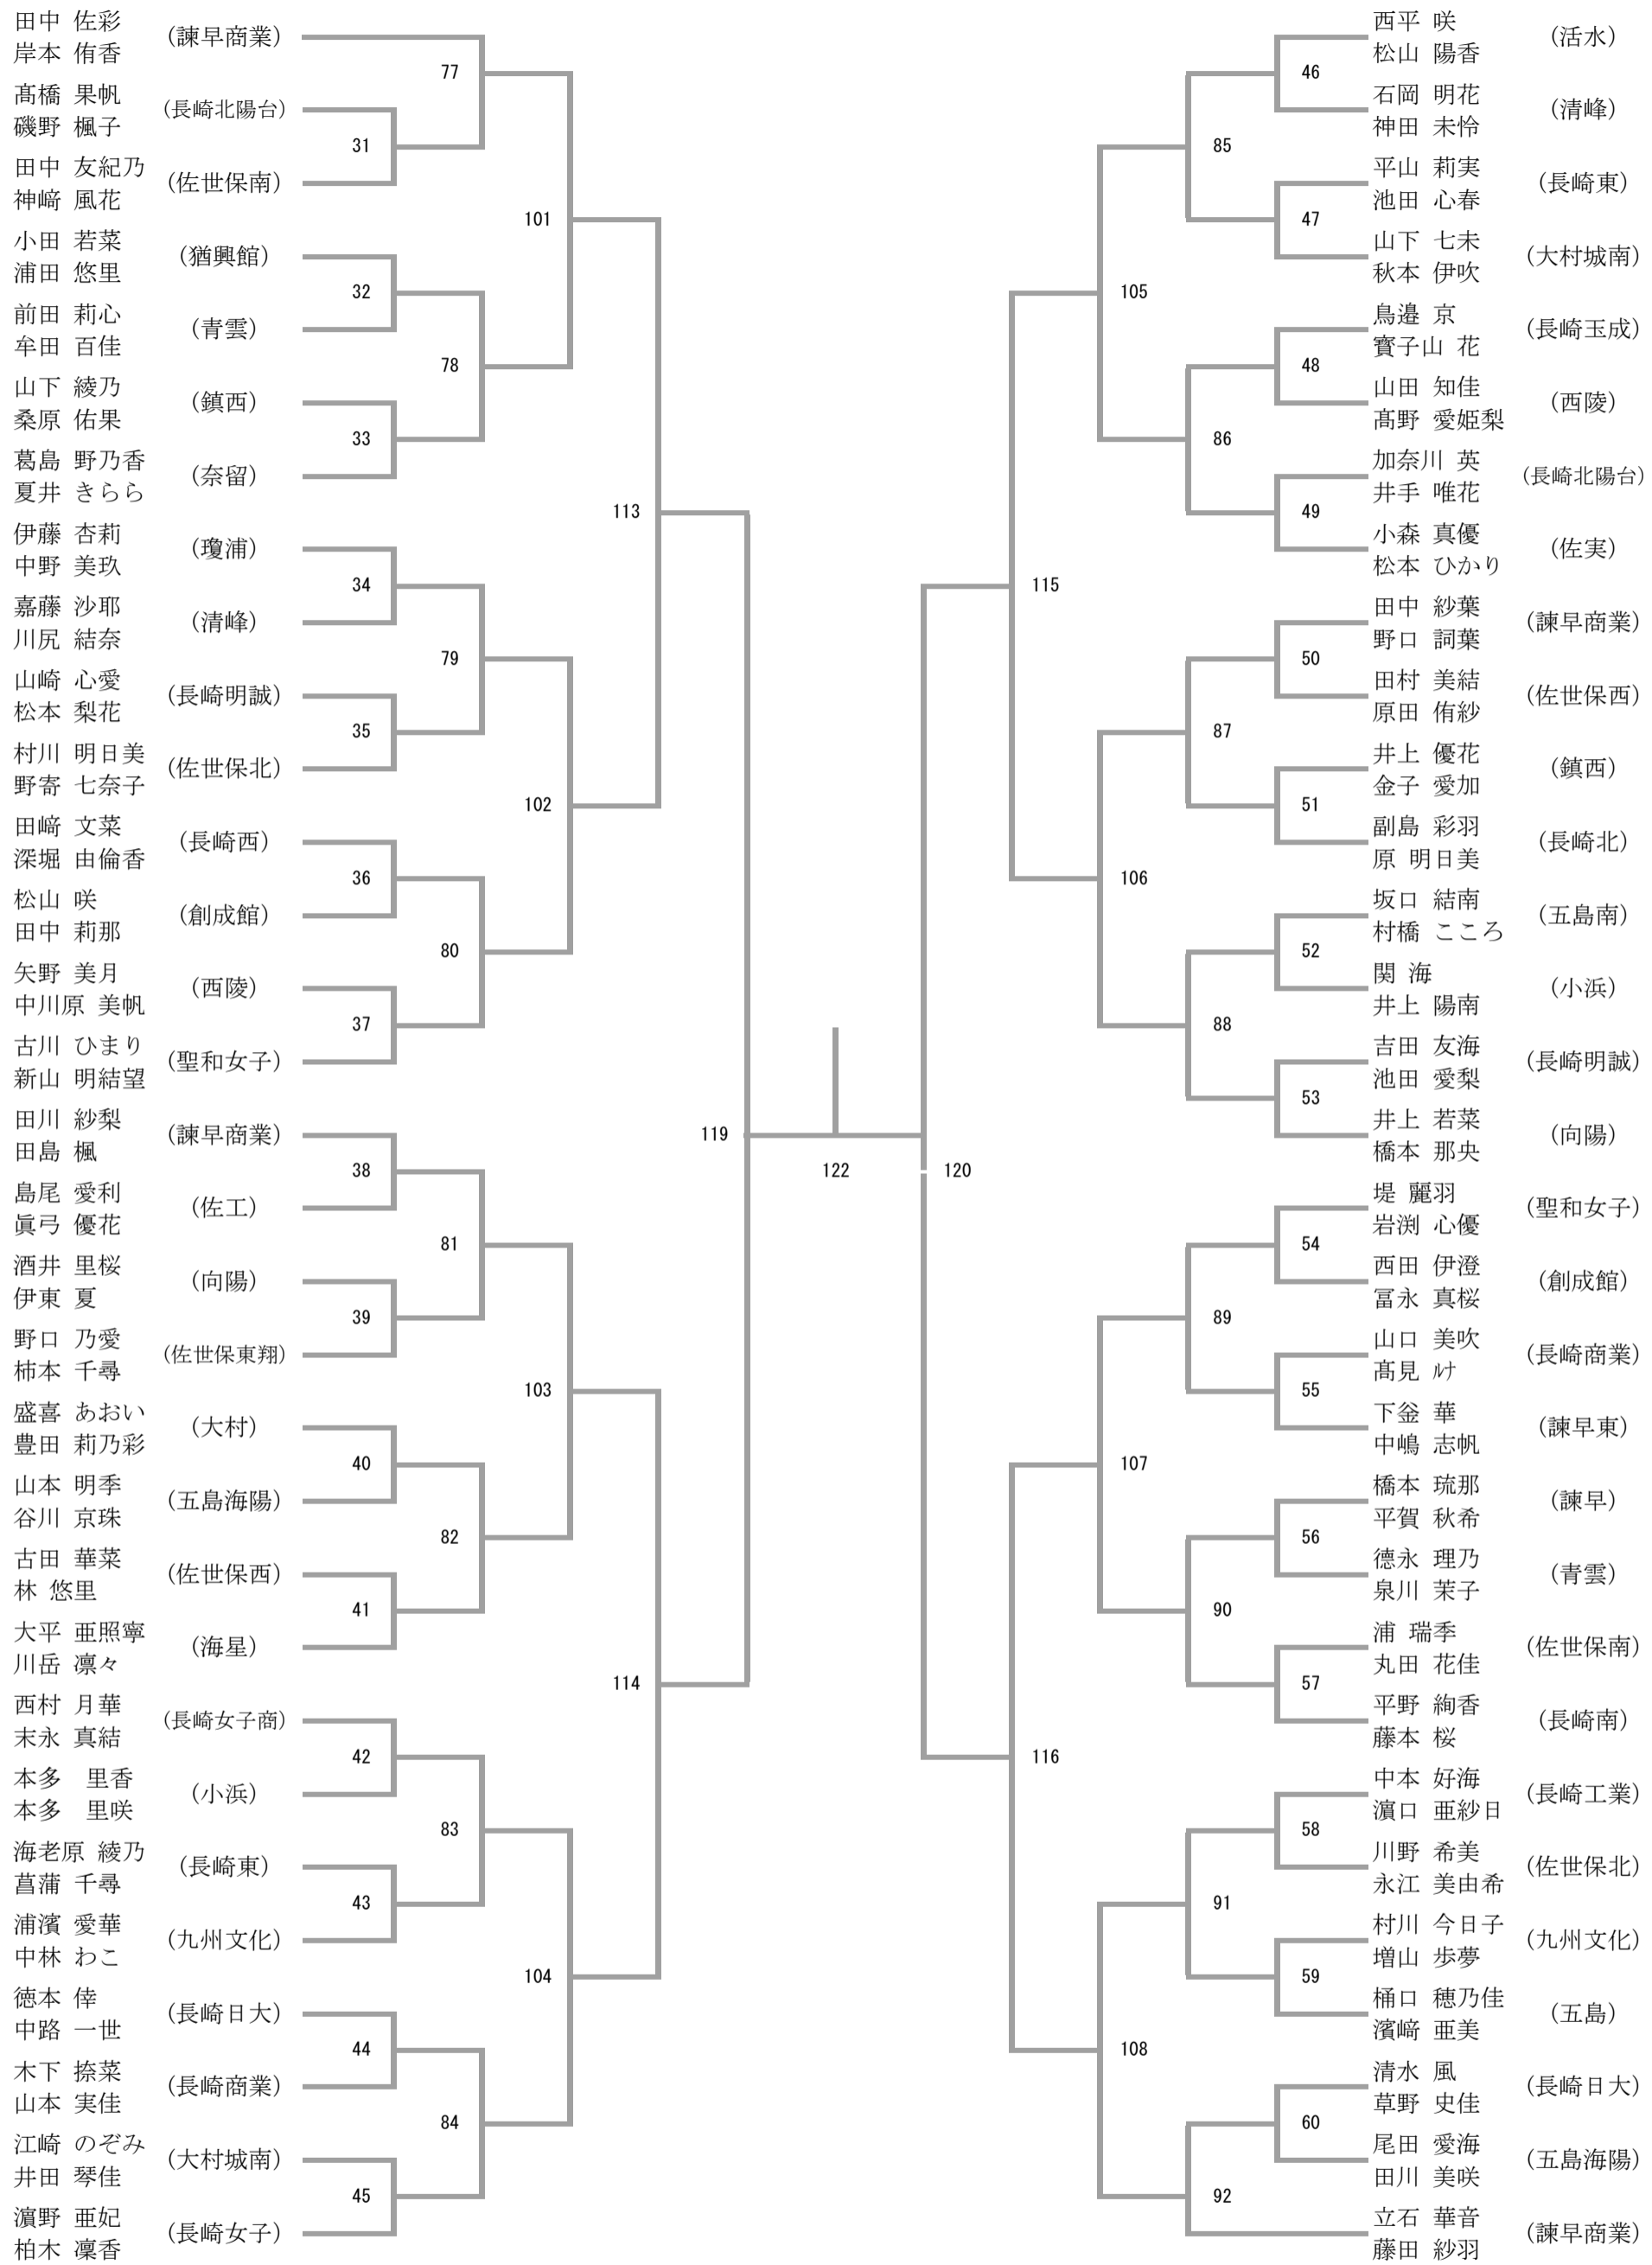 田中 佐彩
岸本 侑香
(諫早商業)
77
髙橋 果帆
磯野 楓子
(長崎北陽台)
31
田中 友紀乃
神﨑 風花
(佐世保南)
101
小田 若菜
浦田 悠里
(猶興館)
32
前田 莉心
牟田 百佳
(青雲)
78
山下 綾乃
桑原 佑果
(鎮西)
33
葛島 野乃香
夏井 きらら
(奈留)
113
伊藤 杏莉
中野 美玖
(瓊浦)
34
嘉藤 沙耶
川尻 結奈
(清峰)
79
山崎 心愛
松本 梨花
(長崎明誠)
35
村川 明日美
野寄 七奈子
(佐世保北)
102
田﨑 文菜
深堀 由倫香
(長崎西)
36
松山 咲
田中 莉那
(創成館)
80
矢野 美月
中川原 美帆
(西陵)
37
古川 ひまり
新山 明結望
(聖和女子)
119
田川 紗梨
田島 楓
(諫早商業)
38
島尾 愛利
眞弓 優花
(佐工)
81
酒井 里桜
伊東 夏
(向陽)
39
野口 乃愛
柿本 千尋
(佐世保東翔)
103
盛喜 あおい
豊田 莉乃彩
(大村)
40
山本 明季
谷川 京珠
(五島海陽)
82
古田 華菜
林 悠里
(佐世保西)
41
大平 亜照寧
川岳 凛々
(海星)
114
西村 月華
末永 真結
(長崎女子商)
42
本多 里香
本多 里咲
(小浜)
83
海老原 綾乃
菖蒲 千尋
(長崎東)
43
浦濱 愛華
中林 わこ
(九州文化)
104
徳本 倖
中路 一世
(長崎日大)
44
木下 捺菜
山本 実佳
(長崎商業)
84
江崎 のぞみ
井田 琴佳
(大村城南)
45
濵野 亜妃
柏木 凜香
(長崎女子)
122
西平 咲
松山 陽香
(活水)
46
石岡 明花
神田 未怜
(清峰)
85
平山 莉実
池田 心春
(長崎東)
47
山下 七未
秋本 伊吹
(大村城南)
105
鳥邉 京
寳子山 花
(長崎玉成)
48
山田 知佳
髙野 愛姫梨
(西陵)
86
加奈川 英
井手 唯花
(長崎北陽台)
49
小森 真優
松本 ひかり
(佐実)
115
田中 紗葉
野口 詞葉
(諫早商業)
50
田村 美結
原田 侑紗
(佐世保西)
87
井上 優花
金子 愛加
(鎮西)
51
副島 彩羽
原 明日美
(長崎北)
106
坂口 結南
村橋 こころ
(五島南)
52
関 海
井上 陽南
(小浜)
88
吉田 友海
池田 愛梨
(長崎明誠)
53
井上 若菜
橋本 那央
(向陽)
120
堤 麗羽
岩渕 心優
(聖和女子)
54
西田 伊澄
冨永 真桜
(創成館)
89
山口 美吹
髙見 ルナ
(長崎商業)
55
下釡 華
中嶋 志帆
(諫早東)
107
橋本 琉那
平賀 秋希
(諫早)
56
德永 理乃
泉川 茉子
(青雲)
90
浦 瑞季
丸田 花佳
(佐世保南)
57
平野 絢香
藤本 桜
(長崎南)
116
中本 好海
濵口 亜紗日
(長崎工業)
58
川野 希美
永江 美由希
(佐世保北)
91
村川 今日子
増山 歩夢
(九州文化)
59
桶口 穂乃佳
濱﨑 亜美
(五島)
108
清水 風
草野 史佳
(長崎日大)
60
尾田 愛海
田川 美咲
(五島海陽)
92
立石 華音
藤田 紗羽
(諫早商業)